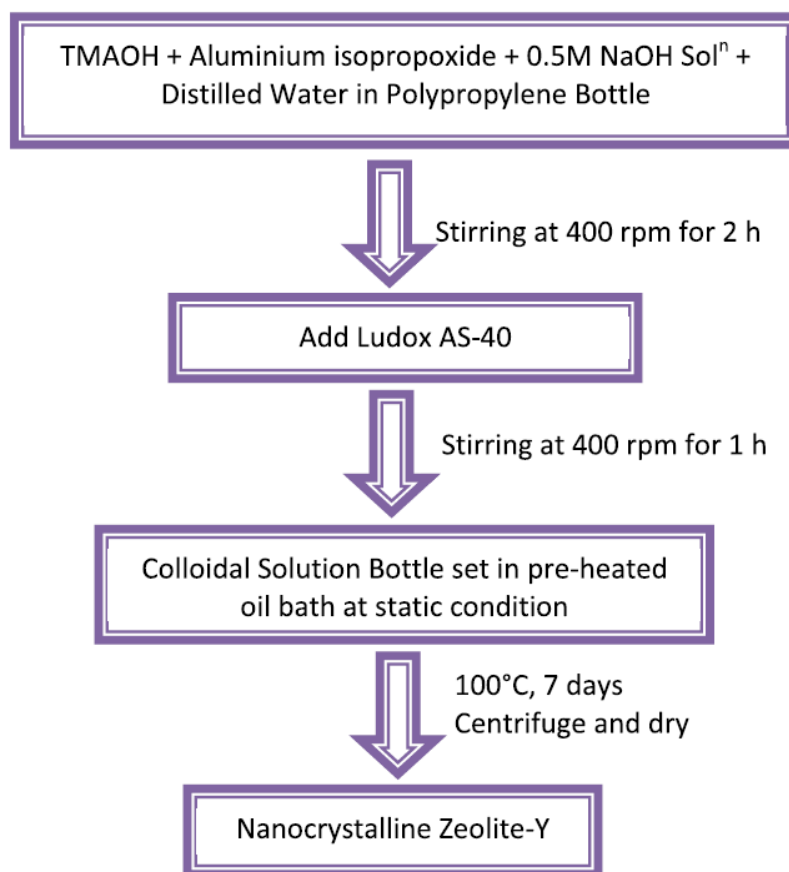 TMAOH + Aluminium isopropoxide + 0.5M NaOH Solⁿ +
Distilled Water in Polypropylene Bottle
Stirring at 400 rpm for 2 h
Add Ludox AS-40
Stirring at 400 rpm for 1 h
Colloidal Solution Bottle set in pre-heated
oil bath at static condition
100°C, 7 days
Centrifuge and dry
Nanocrystalline Zeolite-Y